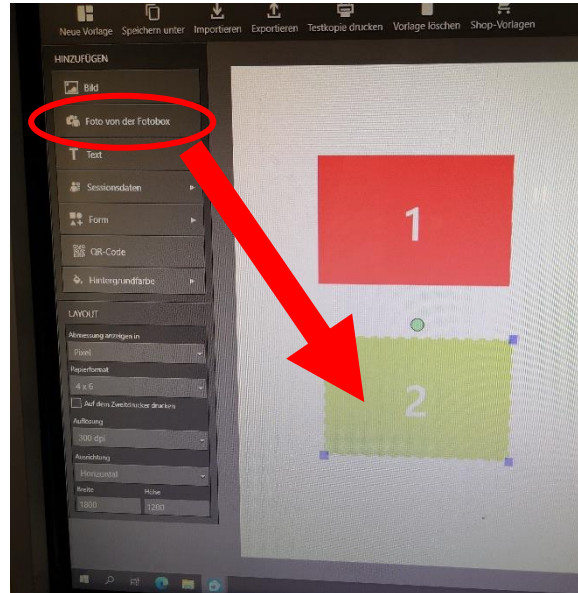 Neue Vorlage Speichern unter Importieren Exportieren Testkopie drucken Vorlage löschen Shop-Vorlagen
HINZUFÜGEN
Bild
Foto von der Fotobox
Text
Sessionsdaten
Form
QR-Code
Hintergrundfarbe
LAYOUT
Abmessung anzeigen in
Pixel
Papierformat
4 x 6
Auf dem Zweitdrucker drucken
Auflösung
300 dpi
Ausrichtung
Horizontal
Breite Höhe
1800 1200
1
2